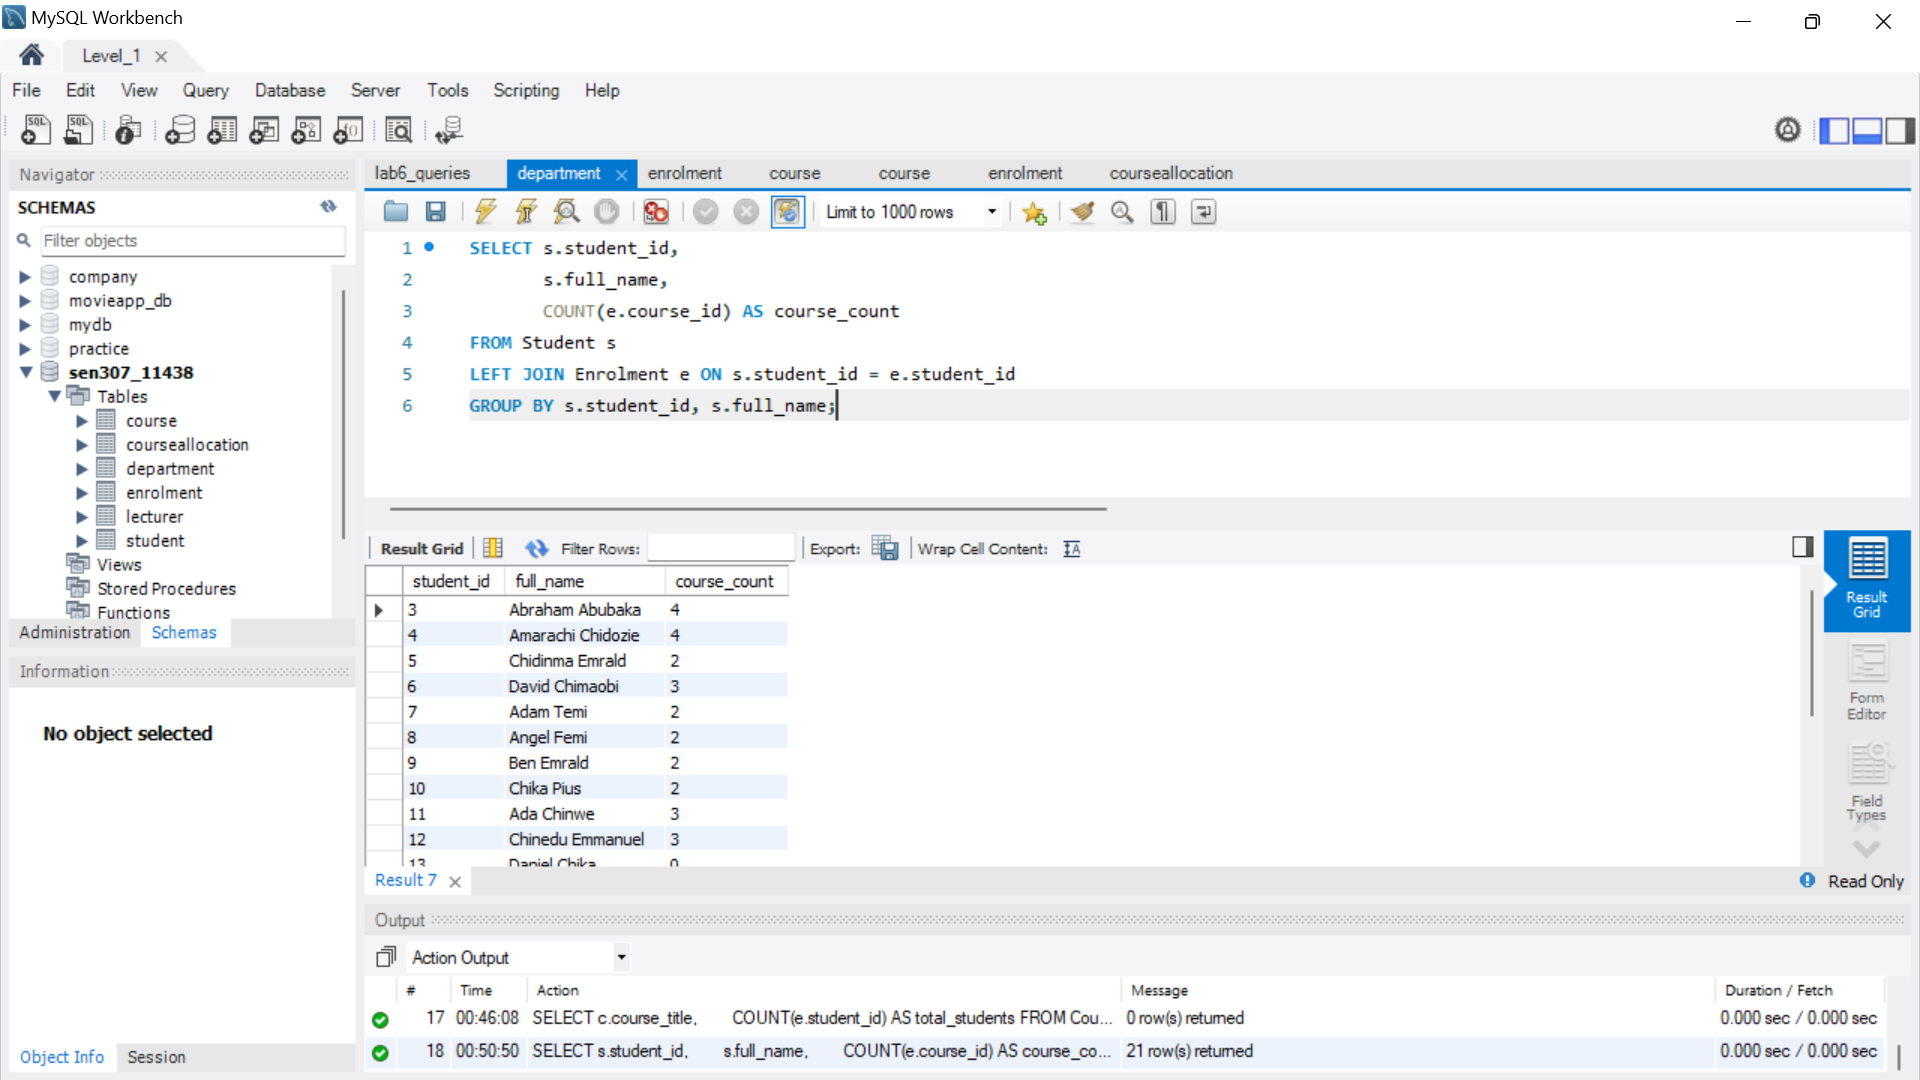 MySQL Workbench
Level_1
File Edit View Query Database Server Tools Scripting Help
Navigator
SCHEMAS
Filter objects
company
movieapp_db
mydb
practice
sen307_11438
Tables
course
courseallocation
department
enrolment
lecturer
student
Views
Stored Procedures
Functions
Administration Schemas
Information
No object selected
Object Info Session
lab6_queries department enrolment course course enrolment courseallocation
Limit to 1000 rows
1 SELECT s.student_id,
2 s.full_name,
3 COUNT(e.course_id) AS course_count
4 FROM Student s
5 LEFT JOIN Enrolment e ON s.student_id = e.student_id
6 GROUP BY s.student_id, s.full_name;
Result Grid Filter Rows: Export: Wrap Cell Content:
student_id full_name course_count
3 Abraham Abubaka 4
4 Amarachi Chidozie 4
5 Chidinma Emrald 2
6 David Chimaobi 3
7 Adam Temi 2
8 Angel Femi 2
9 Ben Emrald 2
10 Chika Pius 2
11 Ada Chinwe 3
12 Chinedu Emmanuel 3
13 Daniel Chika 0
Result Grid
Form Editor
Field Types
Result 7
Read Only
Output
Action Output
# Time Action Message Duration / Fetch
17 00:46:08 SELECT c.course_title, COUNT(e.student_id) AS total_students FROM Cou... 0 row(s) returned 0.000 sec / 0.000 sec
18 00:50:50 SELECT s.student_id, s.full_name, COUNT(e.course_id) AS course_co... 21 row(s) returned 0.000 sec / 0.000 sec